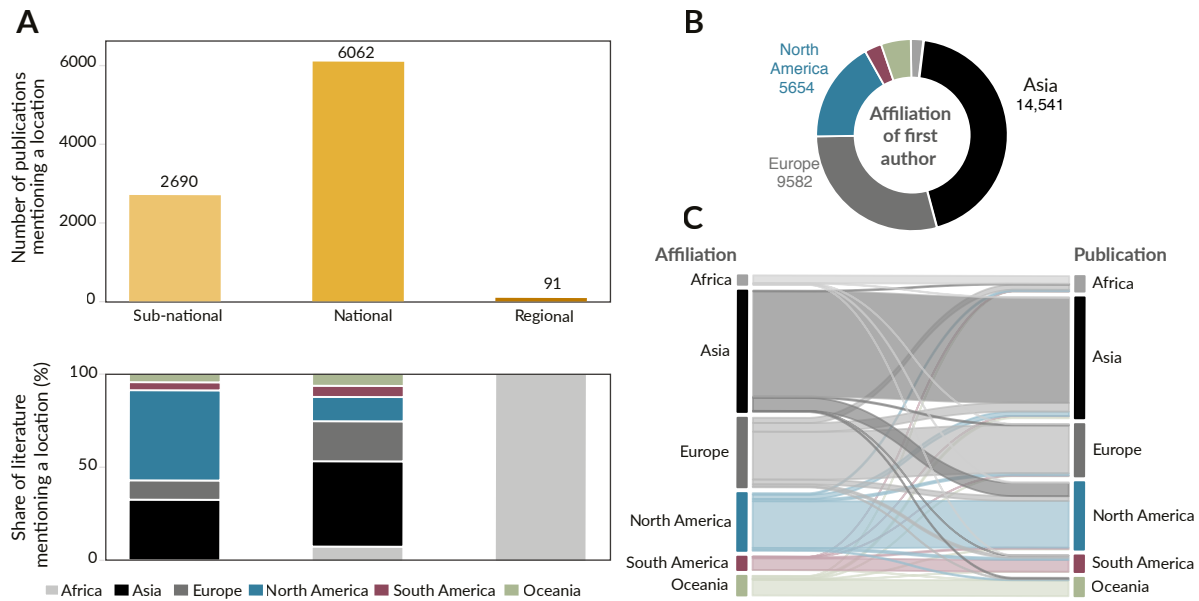 A
Number of publications
mentioning a location
6000
4000
2000
0
2690
6062
91
Sub-national
National
Regional
Share of literature
mentioning a location (%)
100
50
0
Africa
Asia
Europe
North America
South America
Oceania
B
North
America
5654
Asia
14,541
Europe
9582
Affiliation
of first
author
C
Affiliation
Publication
Africa
Asia
Europe
North America
South America
Oceania
Africa
Asia
Europe
North America
South America
Oceania